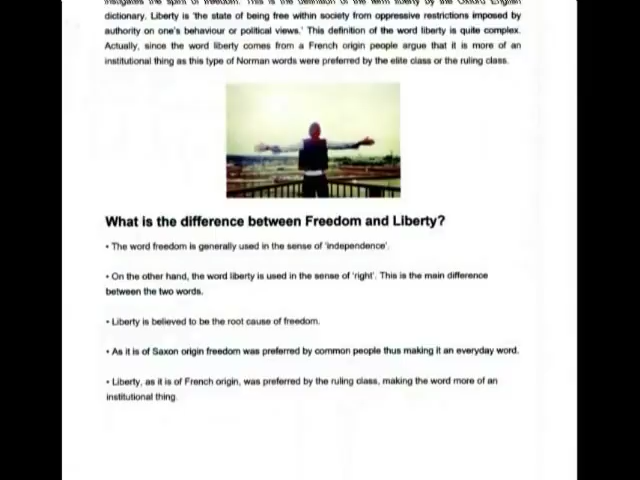 instigates the spirit of freedom. This is the definition of the term liberty by the Oxford English
dictionary. Liberty is 'the state of being free within society from oppressive restrictions imposed by
authority on one's behaviour or political views.' This definition of the word liberty is quite complex.
Actually, since the word liberty comes from a French origin people argue that it is more of an
institutional thing as this type of Norman words were preferred by the elite class or the ruling class.
What is the difference between Freedom and Liberty?
• The word freedom is generally used in the sense of 'independence'.
• On the other hand, the word liberty is used in the sense of 'right'. This is the main difference
between the two words.
• Liberty is believed to be the root cause of freedom.
• As it is of Saxon origin freedom was preferred by common people thus making it an everyday word.
• Liberty, as it is of French origin, was preferred by the ruling class, making the word more of an
institutional thing.